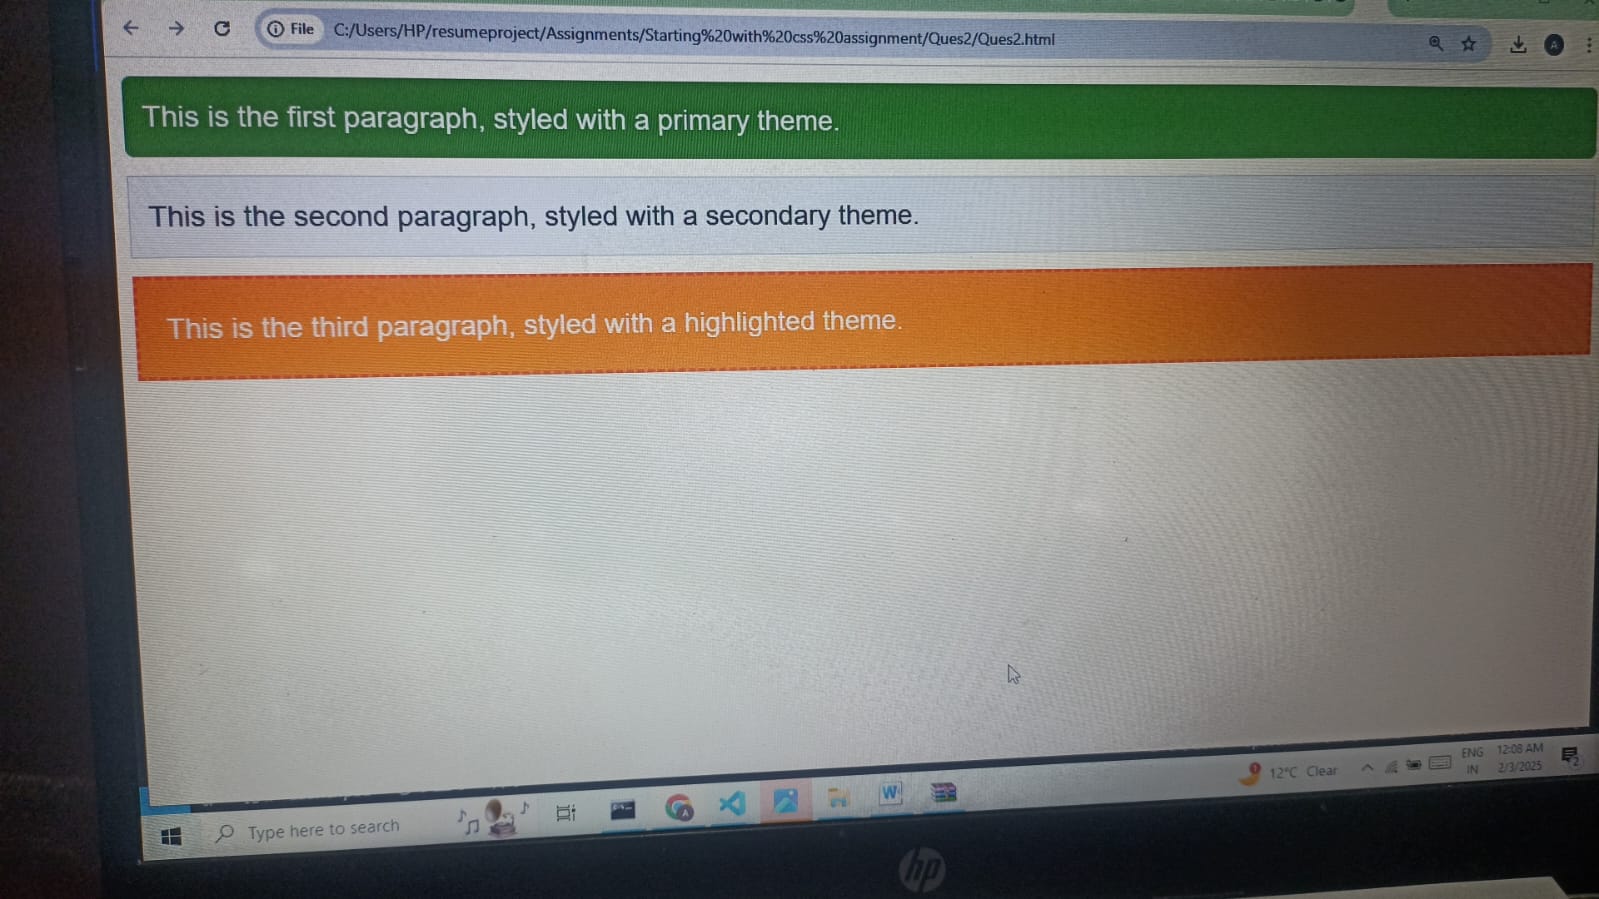 File C:/Users/HP/resumeproject/Assignments/Starting%20with%20css%20assignment/Ques2/Ques2.html
A
This is the first paragraph, styled with a primary theme.
This is the second paragraph, styled with a secondary theme.
This is the third paragraph, styled with a highlighted theme.
Type here to search
A
W
1
12°C Clear
ENG
IN
12:08 AM
2/3/2025
2
hp